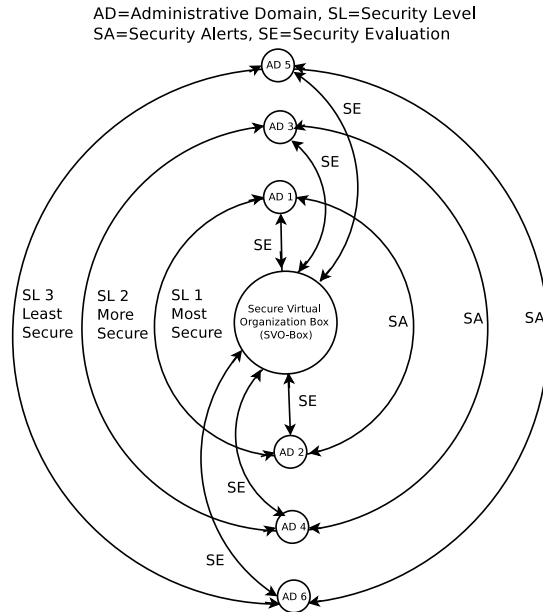 AD=Administrative Domain, SL=Security Level
SA=Security Alerts, SE=Security Evaluation
AD 5
SE
AD 3
SE
AD 1
SE
SL 3
Least
Secure
SL 2
More
Secure
SL 1
Most
Secure
Secure Virtual
Organization Box
(SVO-Box)
SA
SA
SA
SE
AD 2
SE
AD 4
SE
AD 6